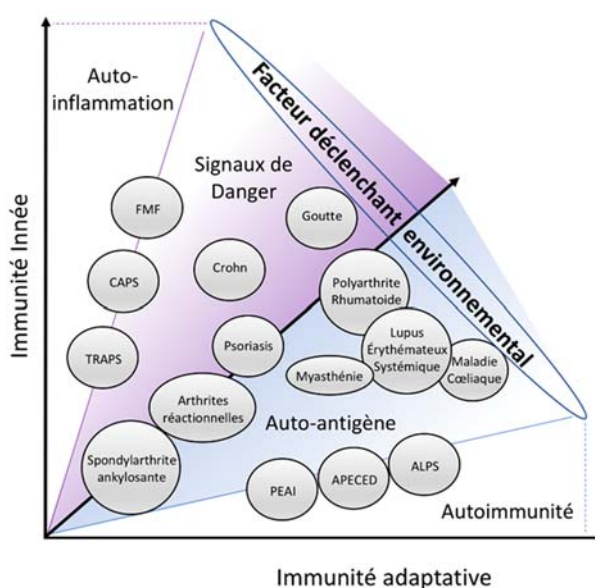 Auto-
inflammation
Facteur déclenchant environnemental
Signaux de
Danger
FMF
Goutte
Crohn
CAPS
Polyarthrite
Rhumatoide
Psoriasis
Lupus
Érythémateux
Systémique
TRAPS
Myasthénie
Maladie
Cœliaque
Arthrites
réactionnelles
Auto-antigène
Spondylarthrite
ankylosante
PEAI
APECED
ALPS
Autoimmunité
Immunité Innée
Immunité adaptative